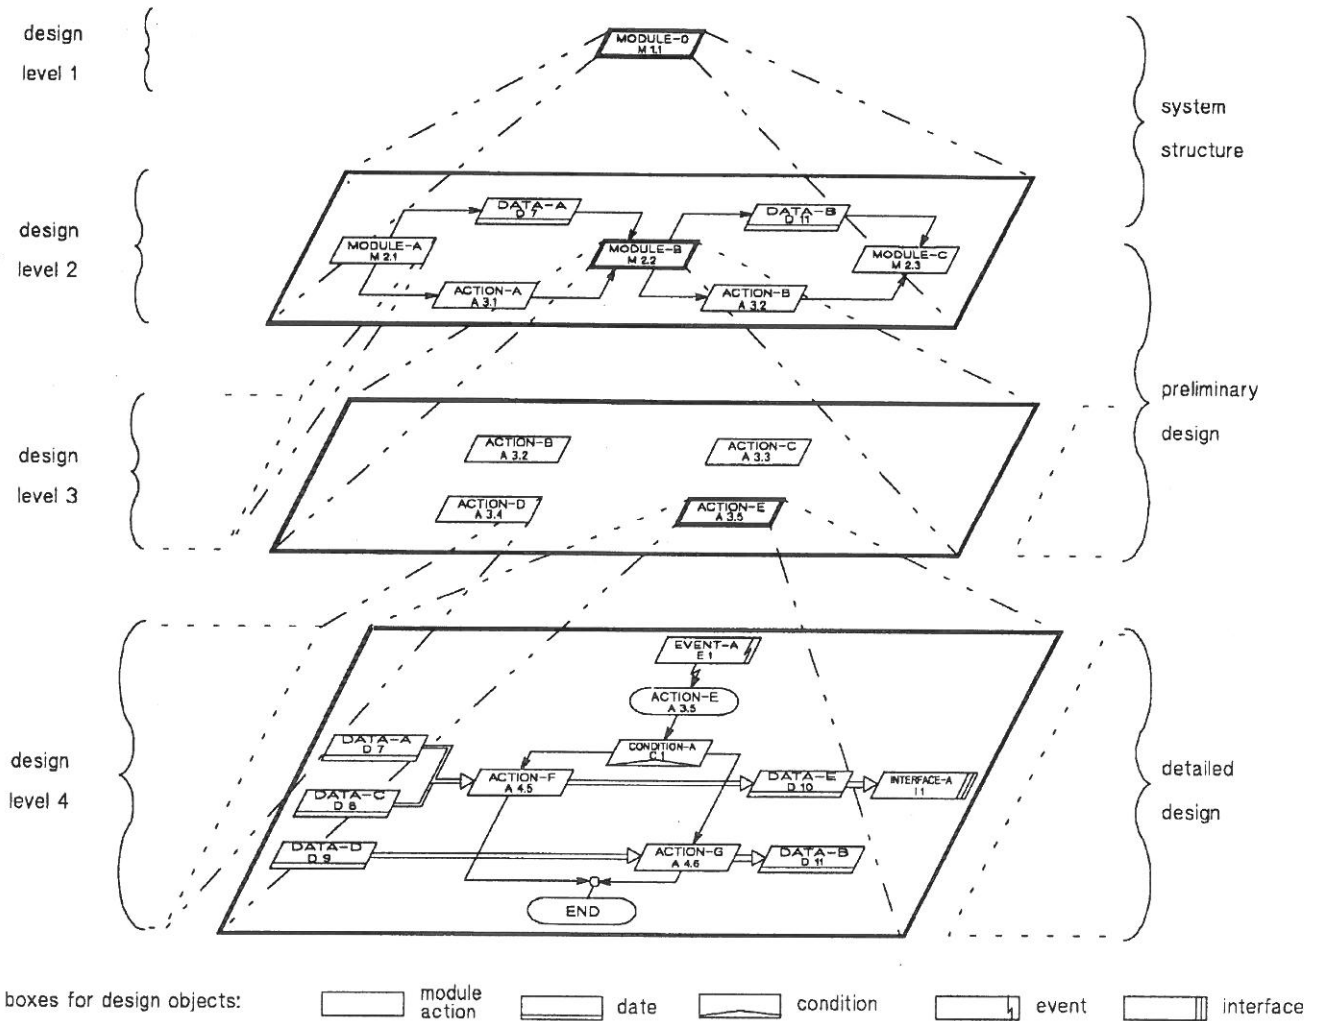 design
level 1
MODULE-0
M 1.1
system
structure
design
level 2
DATA-A
D 7
DATA-B
D 11
MODULE-A
M 2.1
MODULE-B
M 2.2
MODULE-C
M 2.3
ACTION-A
A 3.1
ACTION-B
A 3.2
preliminary
design
design
level 3
ACTION-B
A 3.2
ACTION-C
A 3.3
ACTION-D
A 3.4
ACTION-E
A 3.5
design
level 4
EVENT-A
E 1
ACTION-E
A 3.5
DATA-A
D 7
CONDITION-A
C 1
ACTION-F
A 4.5
DATA-E
D 10
INTERFACE-A
I 1
DATA-C
D 8
DATA-D
D 9
ACTION-G
A 4.6
DATA-B
D 11
END
detailed
design
boxes for design objects:
module
action
date
condition
event
interface